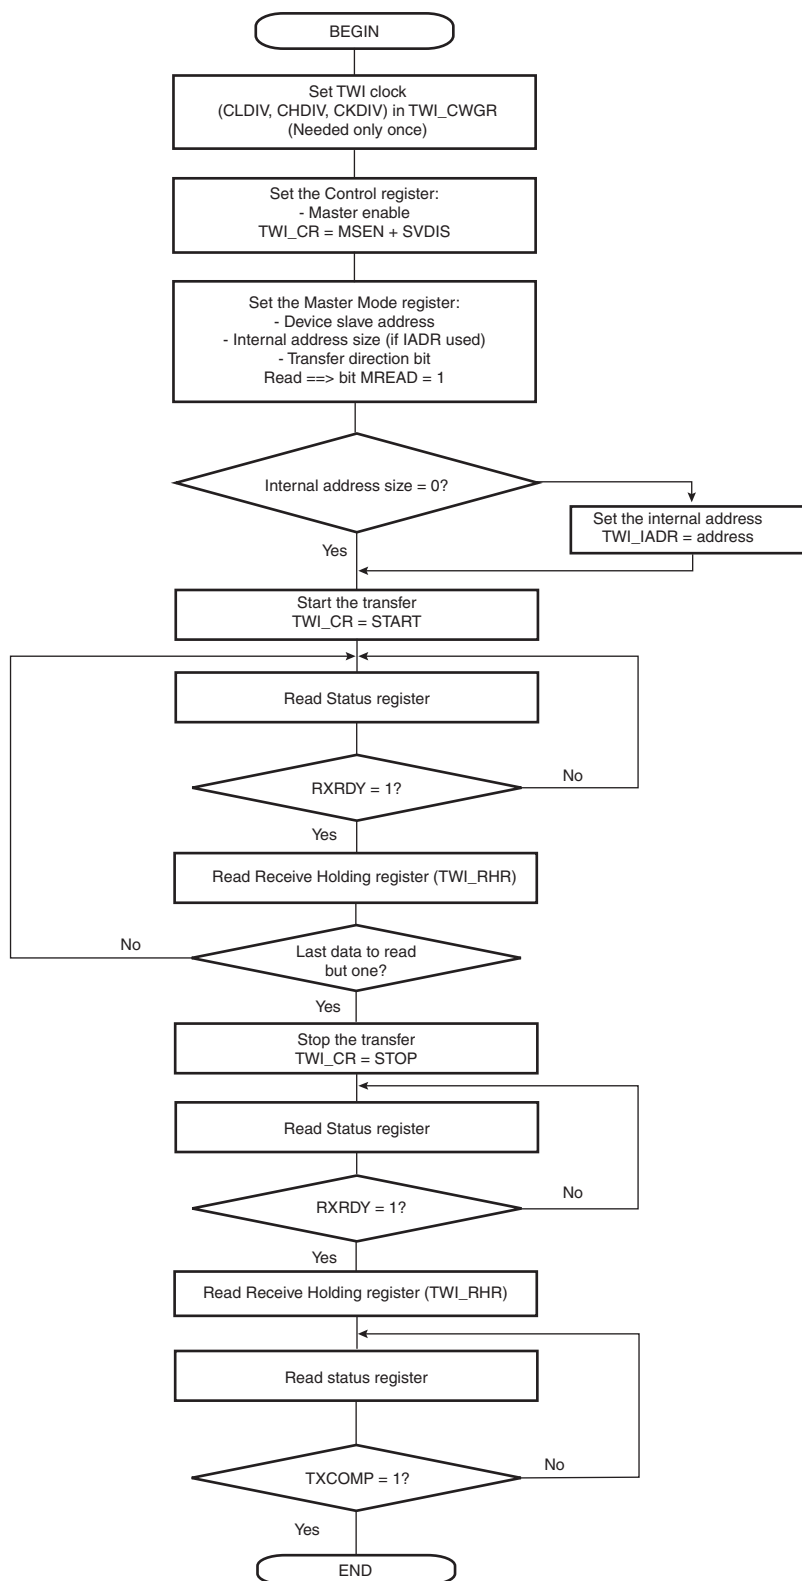 BEGIN
Set TWI clock
(CLDIV, CHDIV, CKDIV) in TWI_CWGR
(Needed only once)
Set the Control register:
- Master enable
TWI_CR = MSEN + SVDIS
Set the Master Mode register:
- Device slave address
- Internal address size (if IADR used)
- Transfer direction bit
Read ==> bit MREAD = 1
Internal address size = 0?
Set the internal address
TWI_IADR = address
Yes
Start the transfer
TWI_CR = START
Read Status register
RXRDY = 1?
No
Yes
Read Receive Holding register (TWI_RHR)
No
Last data to read
but one?
Yes
Stop the transfer
TWI_CR = STOP
Read Status register
No
RXRDY = 1?
Yes
Read Receive Holding register (TWI_RHR)
Read status register
No
TXCOMP = 1?
Yes
END